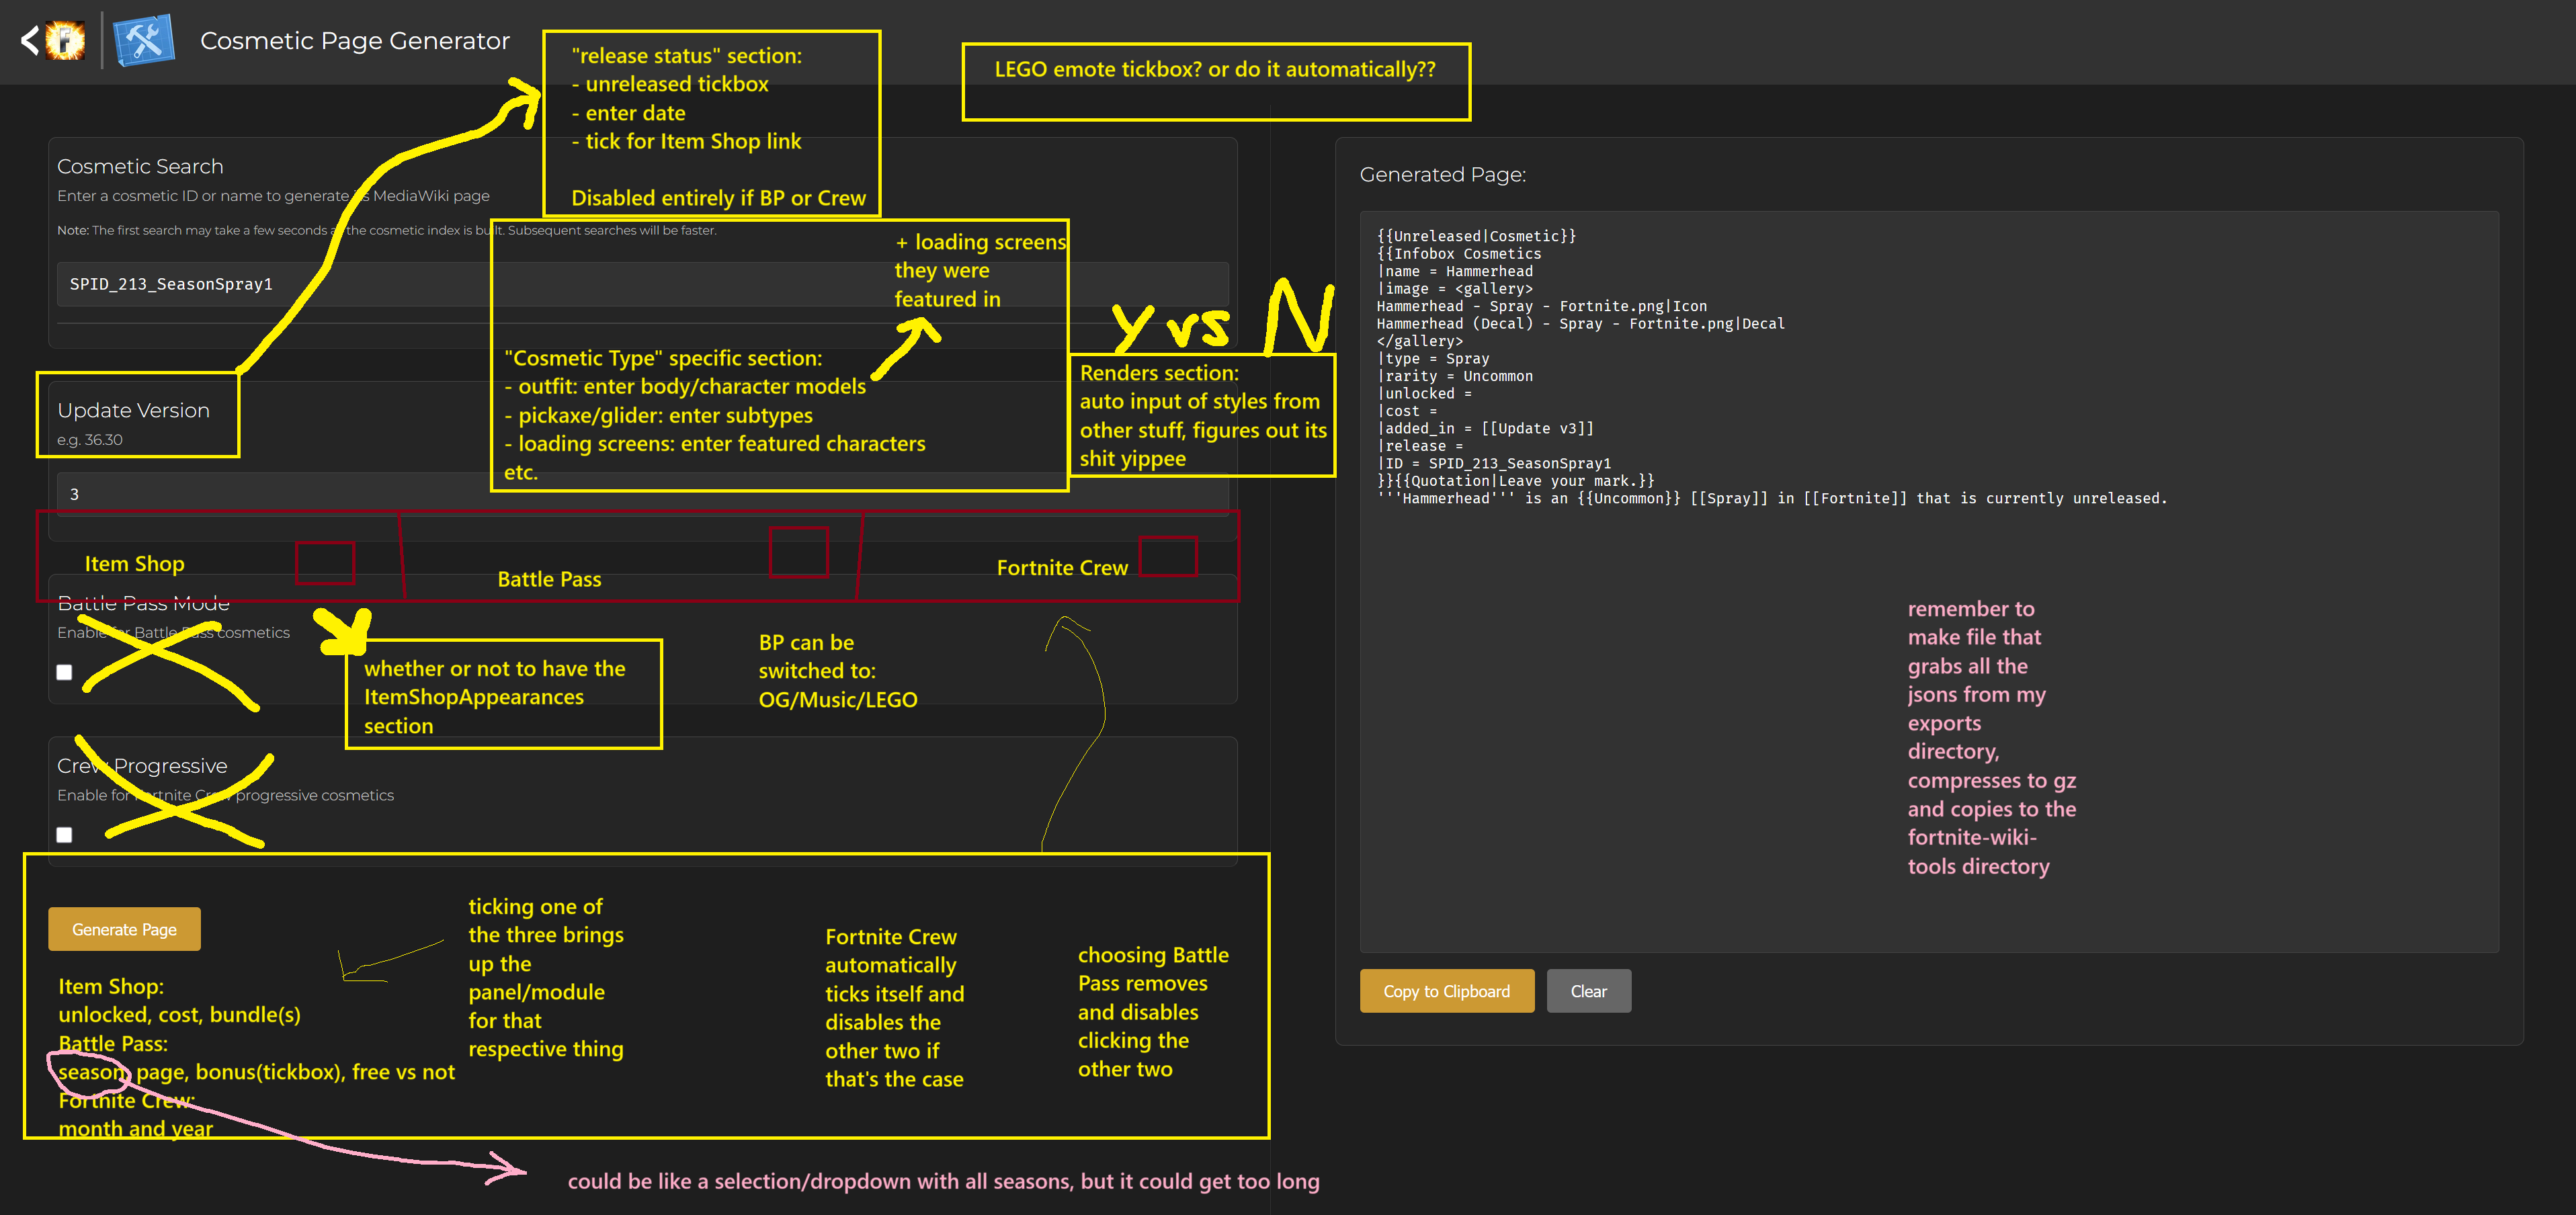 Cosmetic Page Generator
"release status" section:
- unreleased tickbox
- enter date
- tick for Item Shop link
Disabled entirely if BP or Crew
LEGO emote tickbox? or do it automatically??
Cosmetic Search
Enter a cosmetic ID or name to generate its MediaWiki page
Note: The first search may take a few seconds as the cosmetic index is built. Subsequent searches will be faster.
SPID_213_SeasonSpray1
+ loading screens
they were
featured in
"Cosmetic Type" specific section:
- outfit: enter body/character models
- pickaxe/glider: enter subtypes
- loading screens: enter featured characters
etc.
Y vs N
Renders section:
auto input of styles from
other stuff, figures out its
shit yippee
Update Version
e.g. 36.30
3
Item Shop
Battle Pass
Fortnite Crew
Battle Pass Mode
Enable for Battle Pass cosmetics
whether or not to have the
ItemShopAppearances
section
BP can be
switched to:
OG/Music/LEGO
Crew Progressive
Enable for Fortnite Crew progressive cosmetics
Generate Page
Item Shop:
unlocked, cost, bundle(s)
Battle Pass:
season, page, bonus(tickbox), free vs not
Fortnite Crew:
month and year
ticking one of
the three brings
up the
panel/module
for that
respective thing
Fortnite Crew
automatically
ticks itself and
disables the
other two if
that's the case
choosing Battle
Pass removes
and disables
clicking the
other two
could be like a selection/dropdown with all seasons, but it could get too long
Generated Page:
{{Unreleased|Cosmetic}}
{{Infobox Cosmetics
|name = Hammerhead
|image = <gallery>
Hammerhead - Spray - Fortnite.png|Icon
Hammerhead (Decal) - Spray - Fortnite.png|Decal
</gallery>
|type = Spray
|rarity = Uncommon
|unlocked =
|cost =
|added_in = [[Update v3]]
|release =
|ID = SPID_213_SeasonSpray1
}}{{Quotation|Leave your mark.}}
'''Hammerhead''' is an {{Uncommon}} [[Spray]] in [[Fortnite]] that is currently unreleased.
remember to
make file that
grabs all the
jsons from my
exports
directory,
compresses to gz
and copies to the
fortnite-wiki-
tools directory
Copy to Clipboard
Clear